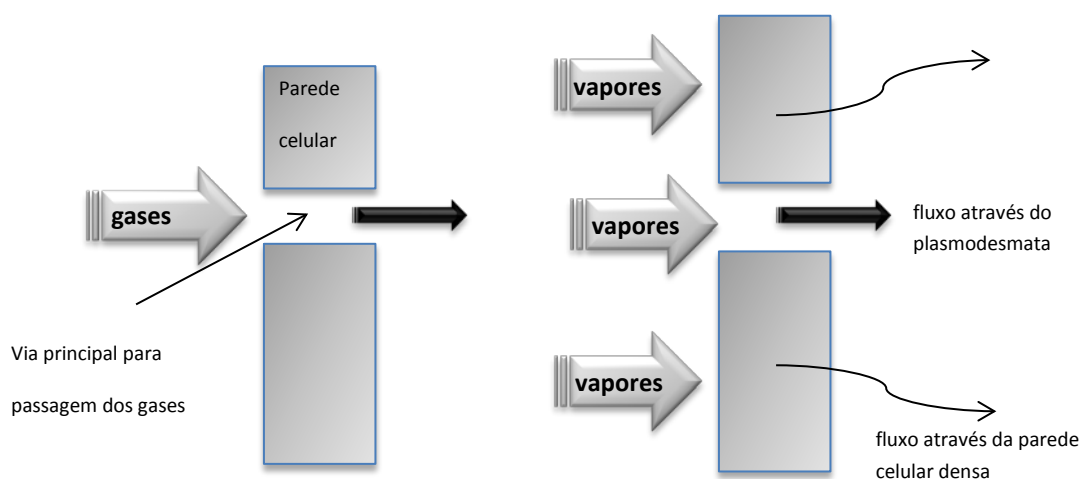 Parede
celular
gases
Via principal para
passagem dos gases
vapores
vapores
fluxo através do
plasmodesmata
vapores
fluxo através da parede
celular densa